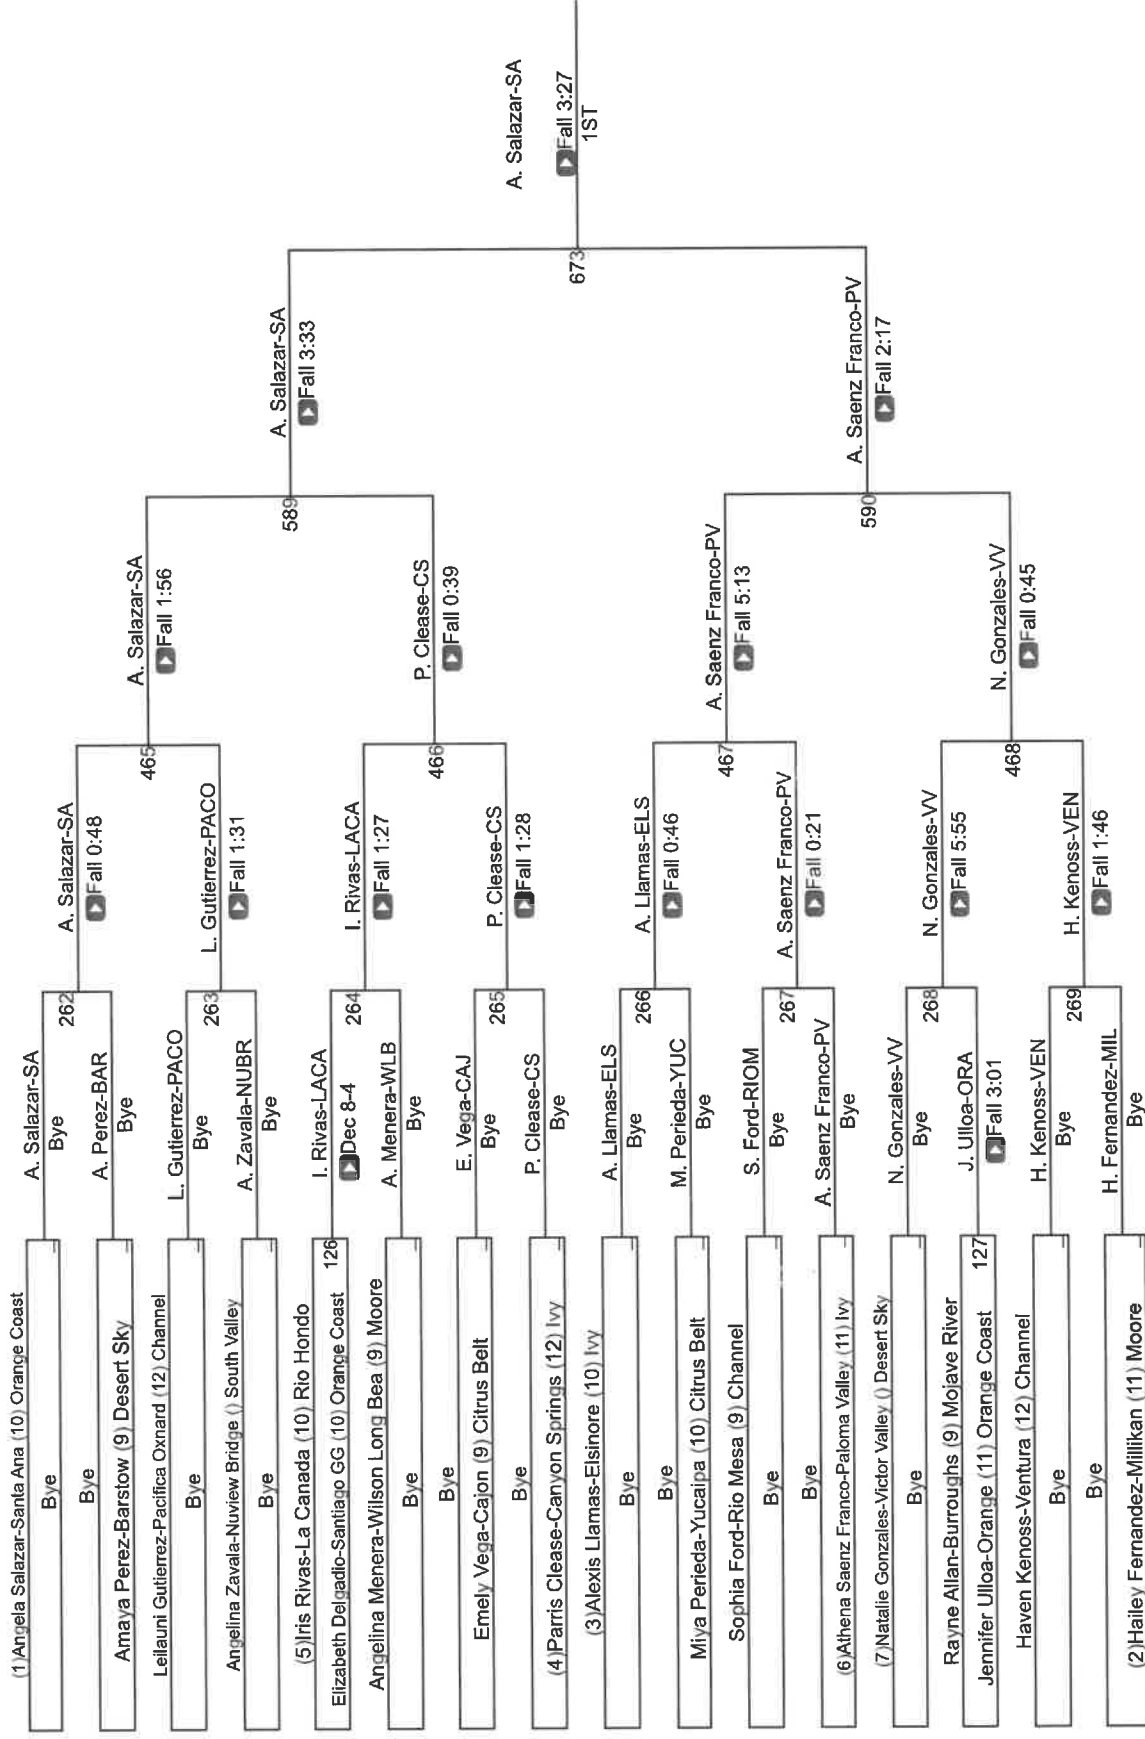 (1)Angela Salazar-Santa Ana (10) Orange Coast
Bye
Bye
Amaya Perez-Barstow (9) Desert Sky
Leilauni Gutierrez-Pacifica Oxnard (12) Channel
Bye
Angelina Zavala-Nuview Bridge () South Valley
Bye
(5)Iris Rivas-La Canada (10) Rio Hondo
126
Elizabeth Delgadio-Santiago GG (10) Orange Coast
Angelina Menera-Wilson Long Bea (9) Moore
Bye
Bye
Emely Vega-Cajon (9) Citrus Belt
Bye
(4)Parris Clease-Canyon Springs (12) Ivy
(3)Alexis Llamas-Elsinore (10) Ivy
Bye
Bye
Miya Perieda-Yucaipa (10) Citrus Belt
Sophia Ford-Rio Mesa (9) Channel
Bye
Bye
(6)Athena Saenz Franco-Paloma Valley (11) Ivy
(7)Natalie Gonzales-Victor Valley () Desert Sky
Bye
Rayne Allan-Burroughs (9) Mojave River
127
Jennifer Ulloa-Orange (11) Orange Coast
Haven Kenoss-Ventura (12) Channel
Bye
Bye
(2)Hailey Fernandez-Millikan (11) Moore
A. Salazar-SA
Bye
262
A. Perez-BAR
Bye
L. Gutierrez-PACO
Bye
263
A. Zavala-NUBR
Bye
I. Rivas-LACA
Dec 8-4
264
A. Menera-WLB
Bye
E. Vega-CAJ
Bye
265
P. Clease-CS
Bye
A. Llamas-ELS
Bye
266
M. Perieda-YUC
Bye
S. Ford-RIOM
Bye
267
A. Saenz Franco-PV
Bye
N. Gonzales-VV
Bye
268
J. Ulloa-ORA
Fall 3:01
H. Kenoss-VEN
Bye
269
H. Fernandez-MIL
Bye
A. Salazar-SA
Fall 0:48
465
L. Gutierrez-PACO
Fall 1:31
I. Rivas-LACA
Fall 1:27
466
P. Clease-CS
Fall 1:28
A. Llamas-ELS
Fall 0:46
467
A. Saenz Franco-PV
Fall 0:21
N. Gonzales-VV
Fall 5:55
468
H. Kenoss-VEN
Fall 1:46
A. Salazar-SA
Fall 1:56
589
P. Clease-CS
Fall 0:39
A. Saenz Franco-PV
Fall 5:13
590
N. Gonzales-VV
Fall 0:45
A. Salazar-SA
Fall 3:33
673
A. Saenz Franco-PV
Fall 2:17
A. Salazar-SA
Fall 3:27
1ST